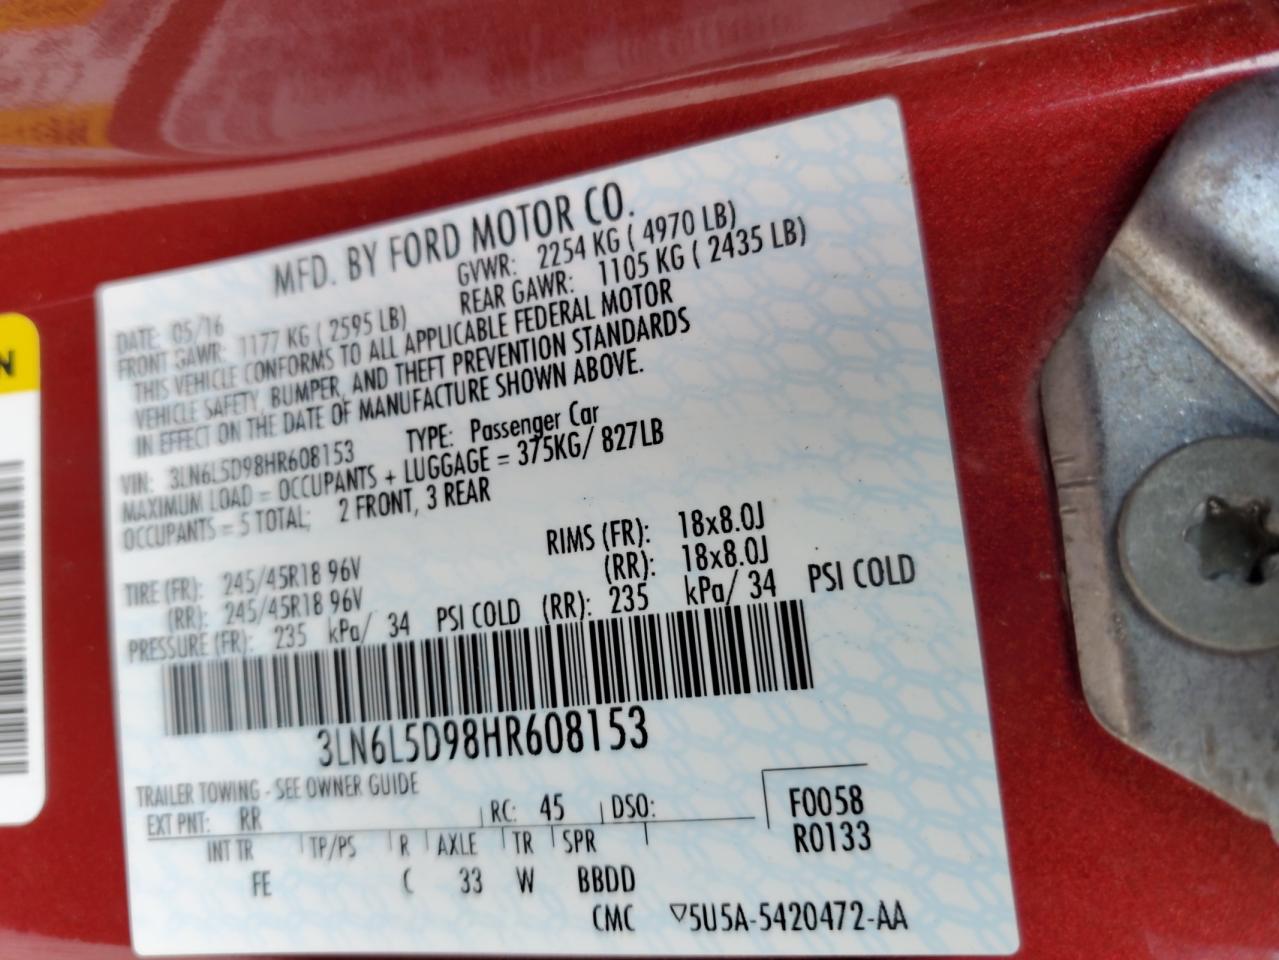 MFD. BY FORD MOTOR CO.
DATE: 05/16 GVWR: 2254 KG ( 4970 LB)
FRONT GAWR: 1177 KG ( 2595 LB) REAR GAWR: 1105 KG ( 2435 LB)
THIS VEHICLE CONFORMS TO ALL APPLICABLE FEDERAL MOTOR
VEHICLE SAFETY, BUMPER, AND THEFT PREVENTION STANDARDS
IN EFFECT ON THE DATE OF MANUFACTURE SHOWN ABOVE.
VIN: 3LN6L5D98HR608153 TYPE: Passenger Car
MAXIMUM LOAD = OCCUPANTS + LUGGAGE = 375KG/ 827LB
OCCUPANTS = 5 TOTAL; 2 FRONT, 3 REAR
TIRE (FR): 245/45R18 96V RIMS (FR): 18x8.0J
(RR): 245/45R18 96V (RR): 18x8.0J
PRESSURE (FR): 235 kPa/ 34 PSI COLD (RR): 235 kPa/ 34 PSI COLD
3LN6L5D98HR608153
TRAILER TOWING - SEE OWNER GUIDE
EXT PNT: RR RC: 45 DSO: F0058
R0133
INT TR TP/PS R AXLE TR SPR
FE C 33 W BBDD
CMC ▽5U5A-5420472-AA
N